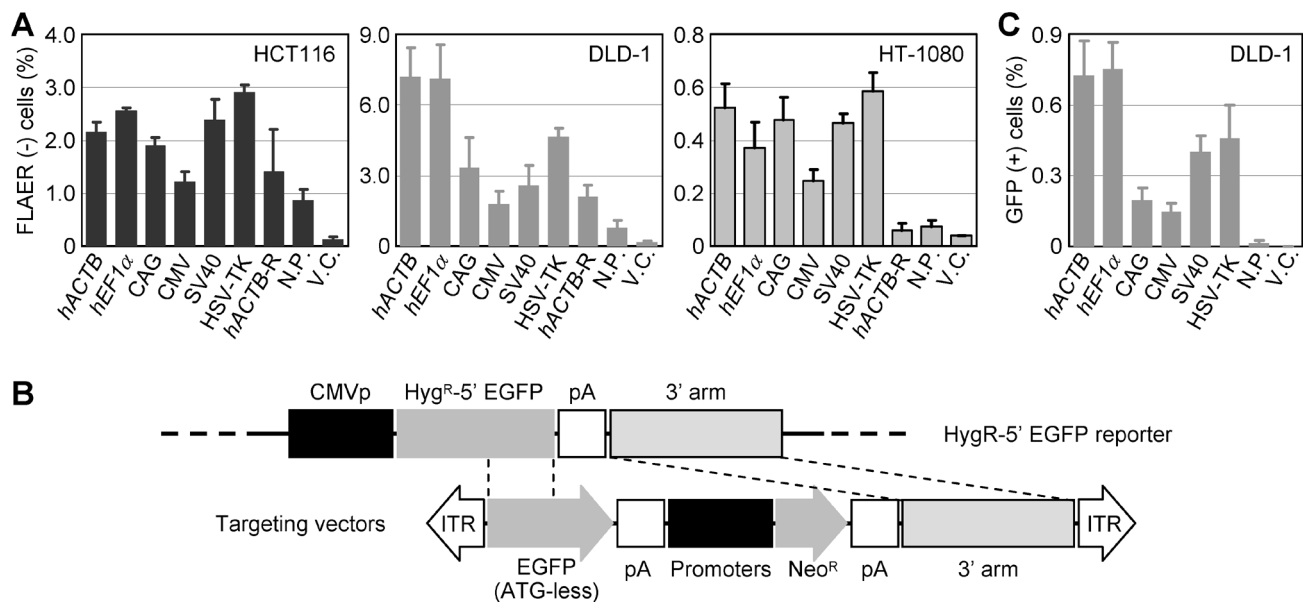 A
FLAER (-) cells (%)
4.0
3.0
2.0
1.0
0
HCT116
hACTB
hEF1α
CAG
CMV
SV40
HSV-TK
hACTB-R
N.P.
V.C.
9.0
6.0
3.0
0
DLD-1
hACTB
hEF1α
CAG
CMV
SV40
HSV-TK
hACTB-R
N.P.
V.C.
0.8
0.6
0.4
0.2
0
HT-1080
hACTB
hEF1α
CAG
CMV
SV40
HSV-TK
hACTB-R
N.P.
V.C.
C
GFP (+) cells (%)
0.9
0.6
0.3
0
DLD-1
hACTB
hEF1α
CAG
CMV
SV40
HSV-TK
N.P.
V.C.
B
CMVp
Hygᴿ-5’ EGFP
pA
3’ arm
HygR-5’ EGFP reporter
Targeting vectors
ITR
ITR
EGFP
(ATG-less)
pA
Promoters
Neoᴿ
pA
3’ arm